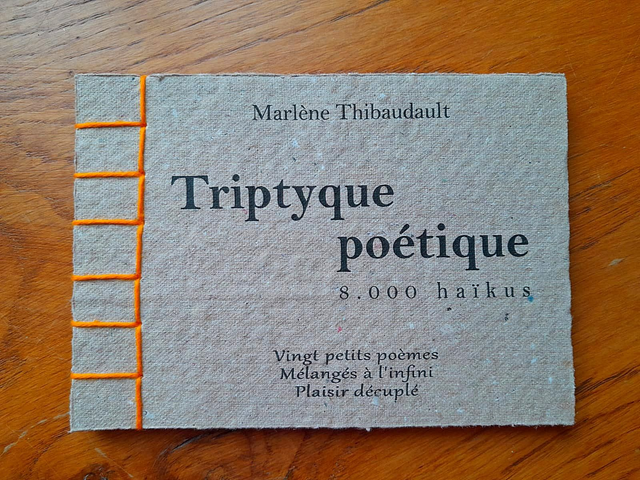 Marlène Thibaudault
Triptyque
poétique
8.000 haïkus
Vingt petits poèmes
Mélangés à l'infini
Plaisir décuplé